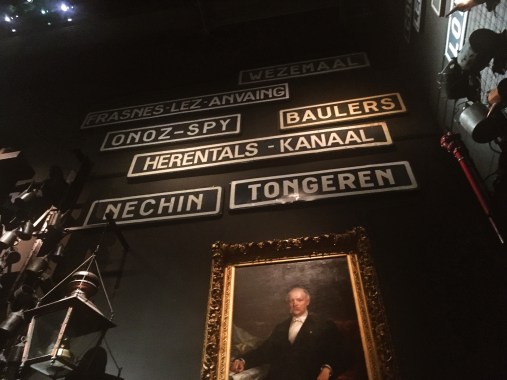 WEZEMAAL
FRASNES-LEZ-ANVAING
BAULERS
ONOZ-SPY
HERENTALS-KANAAL
NECHIN
TONGEREN